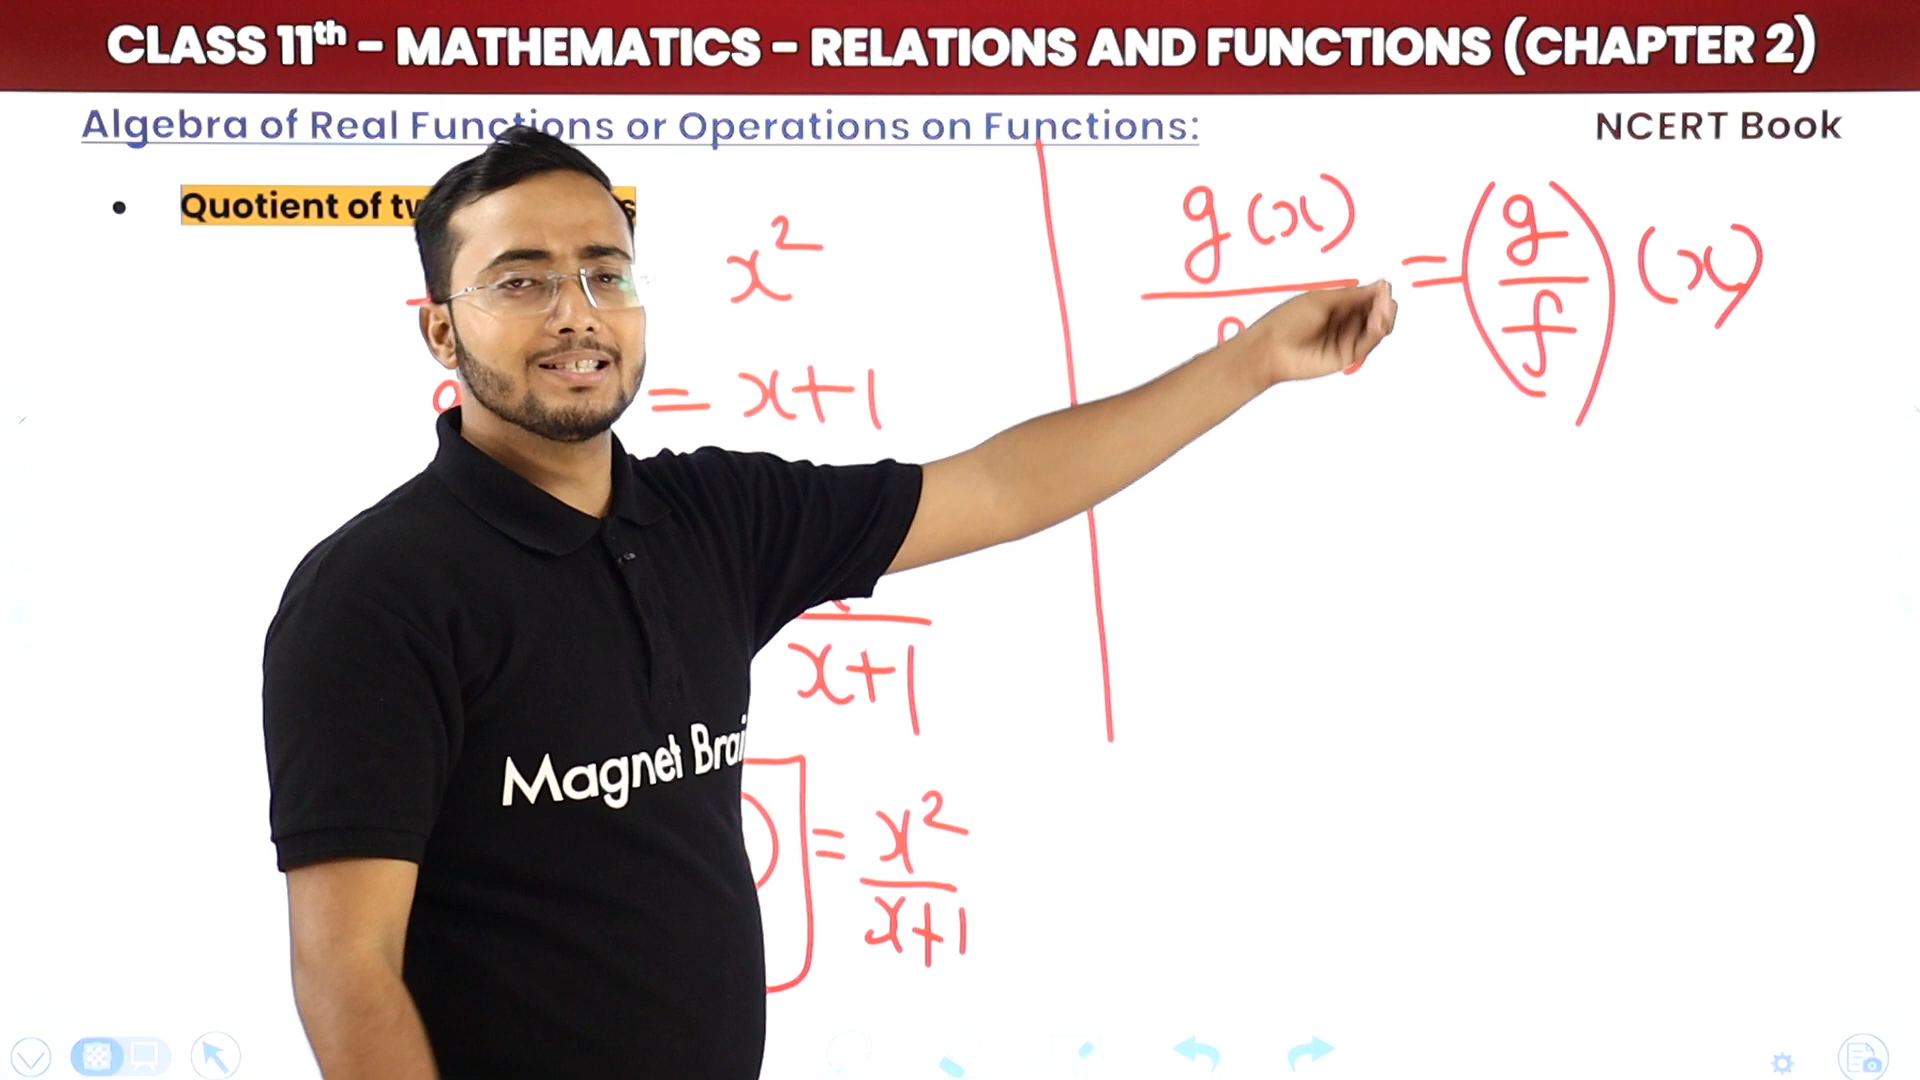 CLASS 11th - MATHEMATICS - RELATIONS AND FUNCTIONS (CHAPTER 2)
Algebra of Real Functions or Operations on Functions:
NCERT Book
• Quotient of
x²
= x+1
x+1
= x²
x+1
g(x)
= (g/f)(x)
Magnet Brai